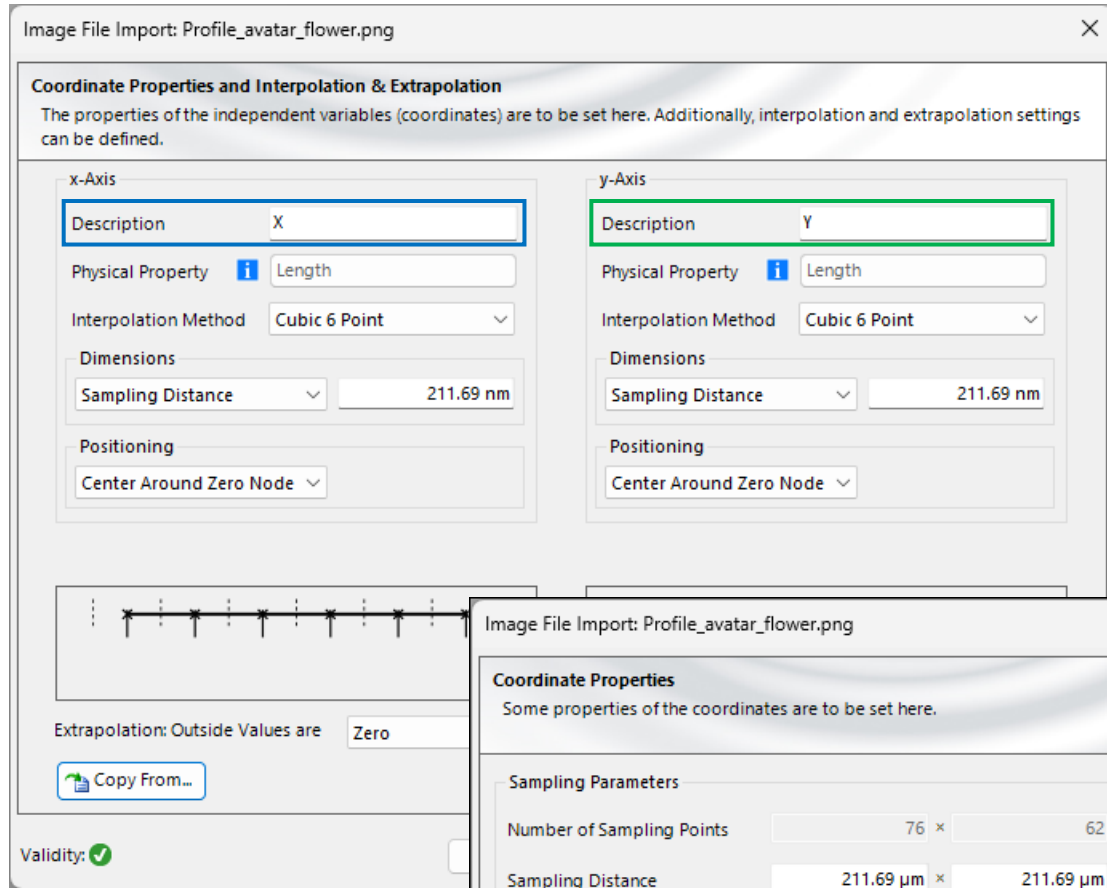 Image File Import: Profile_avatar_flower.png
Coordinate Properties and Interpolation & Extrapolation
The properties of the independent variables (coordinates) are to be set here. Additionally, interpolation and extrapolation settings
can be defined.
x-Axis
Description X
Physical Property i Length
Interpolation Method Cubic 6 Point
Dimensions
Sampling Distance 211.69 nm
Positioning
Center Around Zero Node
y-Axis
Description Y
Physical Property i Length
Interpolation Method Cubic 6 Point
Dimensions
Sampling Distance 211.69 nm
Positioning
Center Around Zero Node
Extrapolation: Outside Values are Zero
Copy From...
Validity:
Image File Import: Profile_avatar_flower.png
Coordinate Properties
Some properties of the coordinates are to be set here.
Sampling Parameters
Number of Sampling Points 76 × 62
Sampling Distance 211.69 µm × 211.69 µm